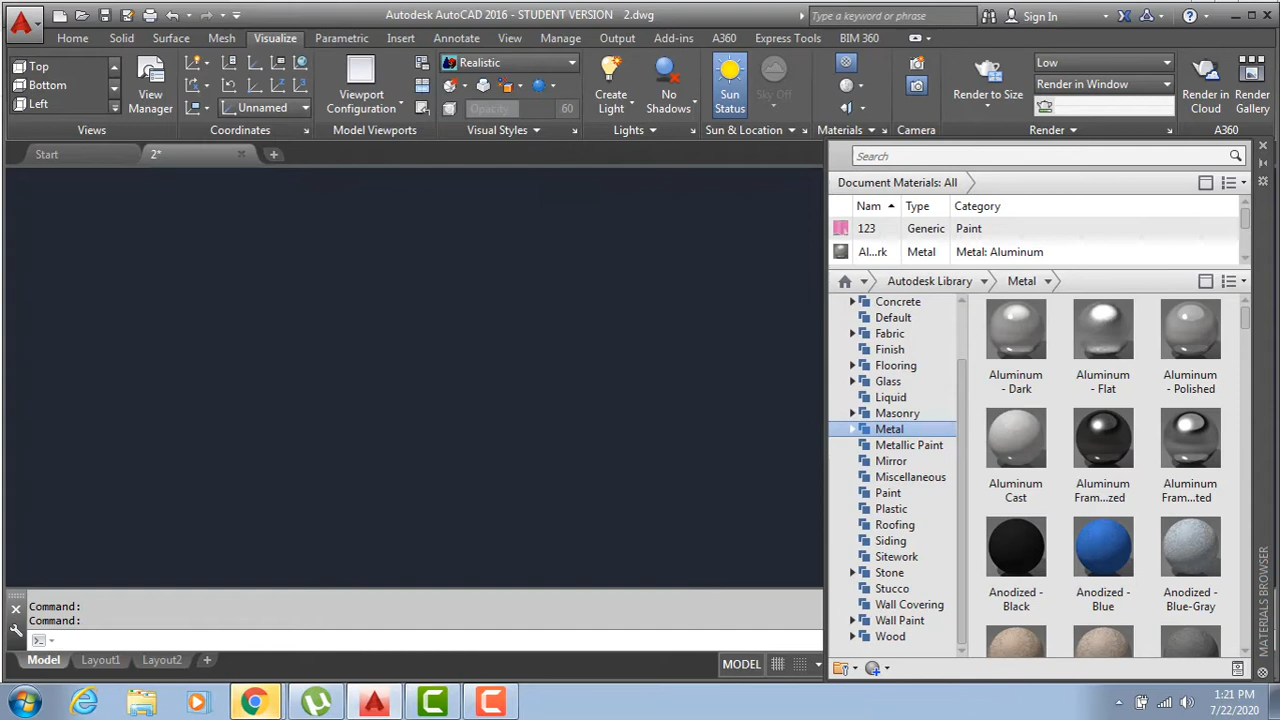 Autodesk AutoCAD 2016 - STUDENT VERSION 2.dwg
Type a keyword or phrase
Sign In
Home Solid Surface Mesh Visualize Parametric Insert Annotate View Manage Output Add-ins A360 Express Tools BIM 360
Top
Bottom
Left
View
Manager
Unnamed
Viewport
Configuration
Realistic
Opacity 60
Create
Light
No
Shadows
Sun
Status
Sky Off
Render to Size
Low
Render in Window
Render in
Cloud
Render
Gallery
Views Coordinates Model Viewports Visual Styles Lights Sun & Location Materials Camera Render A360
Start 2*
Search
Document Materials: All
Nam Type Category
123 Generic Paint
Al...rk Metal Metal: Aluminum
Autodesk Library Metal
Concrete
Default
Fabric
Finish
Flooring
Glass
Liquid
Masonry
Metal
Metallic Paint
Mirror
Miscellaneous
Paint
Plastic
Roofing
Siding
Sitework
Stone
Stucco
Wall Covering
Wall Paint
Wood
Aluminum
- Dark
Aluminum
- Flat
Aluminum
- Polished
Aluminum
Cast
Aluminum
Fram...zed
Aluminum
Fram...ted
Anodized -
Black
Anodized -
Blue
Anodized -
Blue-Gray
MATERIALS BROWSER
Command:
Command:
Model Layout1 Layout2
MODEL
1:21 PM
7/22/2020